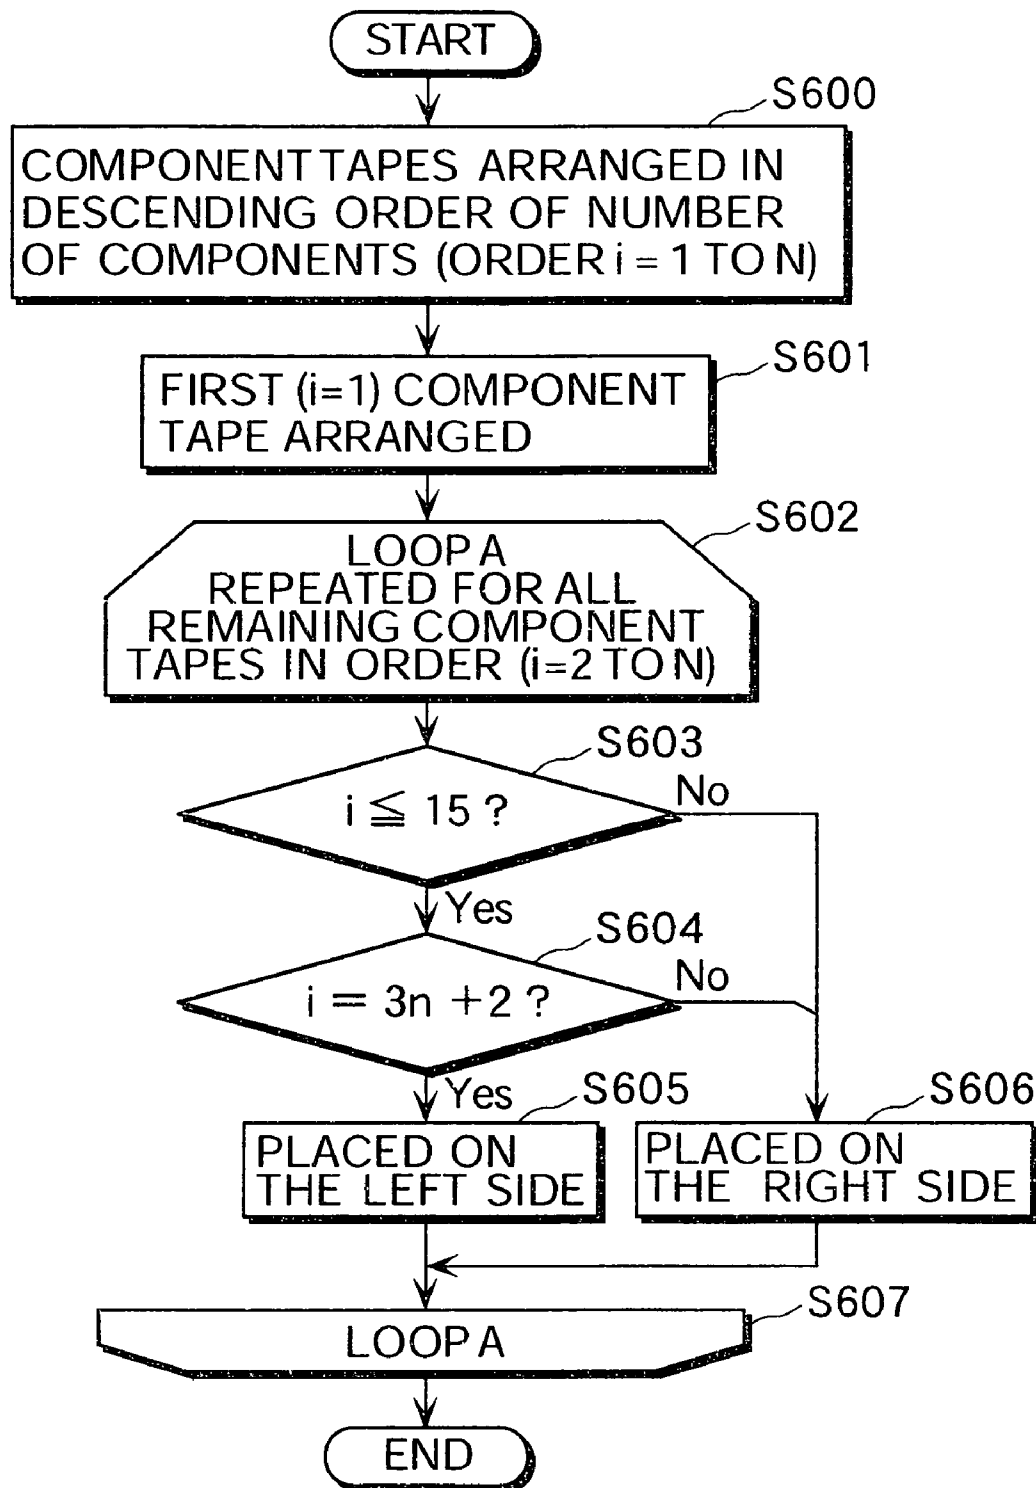 START
S600
COMPONENT TAPES ARRANGED IN
DESCENDING ORDER OF NUMBER
OF COMPONENTS (ORDER i = 1 TO N)
S601
FIRST (i=1) COMPONENT
TAPE ARRANGED
S602
LOOP A
REPEATED FOR ALL
REMAINING COMPONENT
TAPES IN ORDER (i=2 TO N)
S603
i ≦ 15 ?
No
Yes
S604
i = 3n + 2 ?
No
Yes
S605
PLACED ON
THE LEFT SIDE
S606
PLACED ON
THE RIGHT SIDE
S607
LOOP A
END